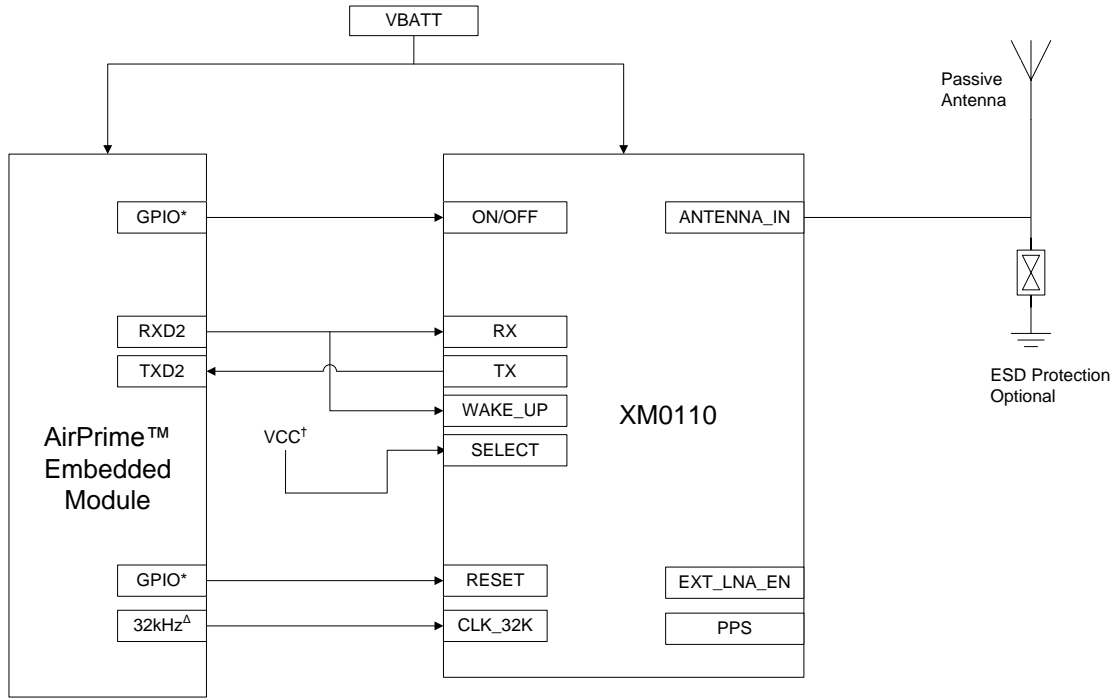 VBATT
Passive
Antenna
GPIO*
ON/OFF
ANTENNA_IN
RXD2
RX
TXD2
TX
WAKE_UP
VCC†
SELECT
XM0110
ESD Protection
Optional
AirPrime™
Embedded
Module
GPIO*
RESET
EXT_LNA_EN
32kHzΔ
CLK_32K
PPS